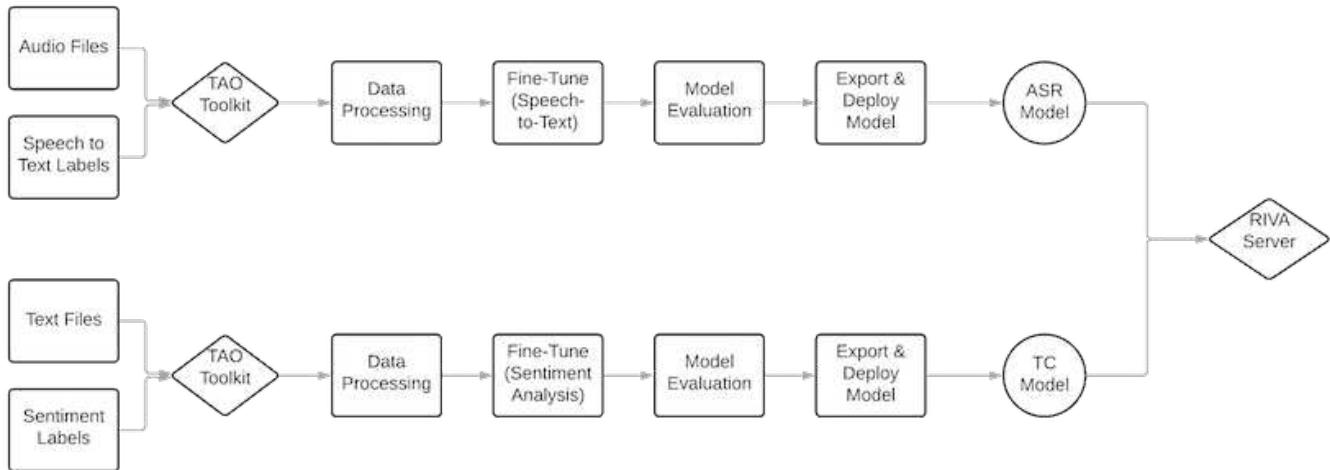 Audio Files
Speech to
Text Labels
TAO
Toolkit
Data
Processing
Fine-Tune
(Speech-
to-Text)
Model
Evaluation
Export &
Deploy
Model
ASR
Model
RIVA
Server
Text Files
Sentiment
Labels
TAO
Toolkit
Data
Processing
Fine-Tune
(Sentiment
Analysis)
Model
Evaluation
Export &
Deploy
Model
TC
Model